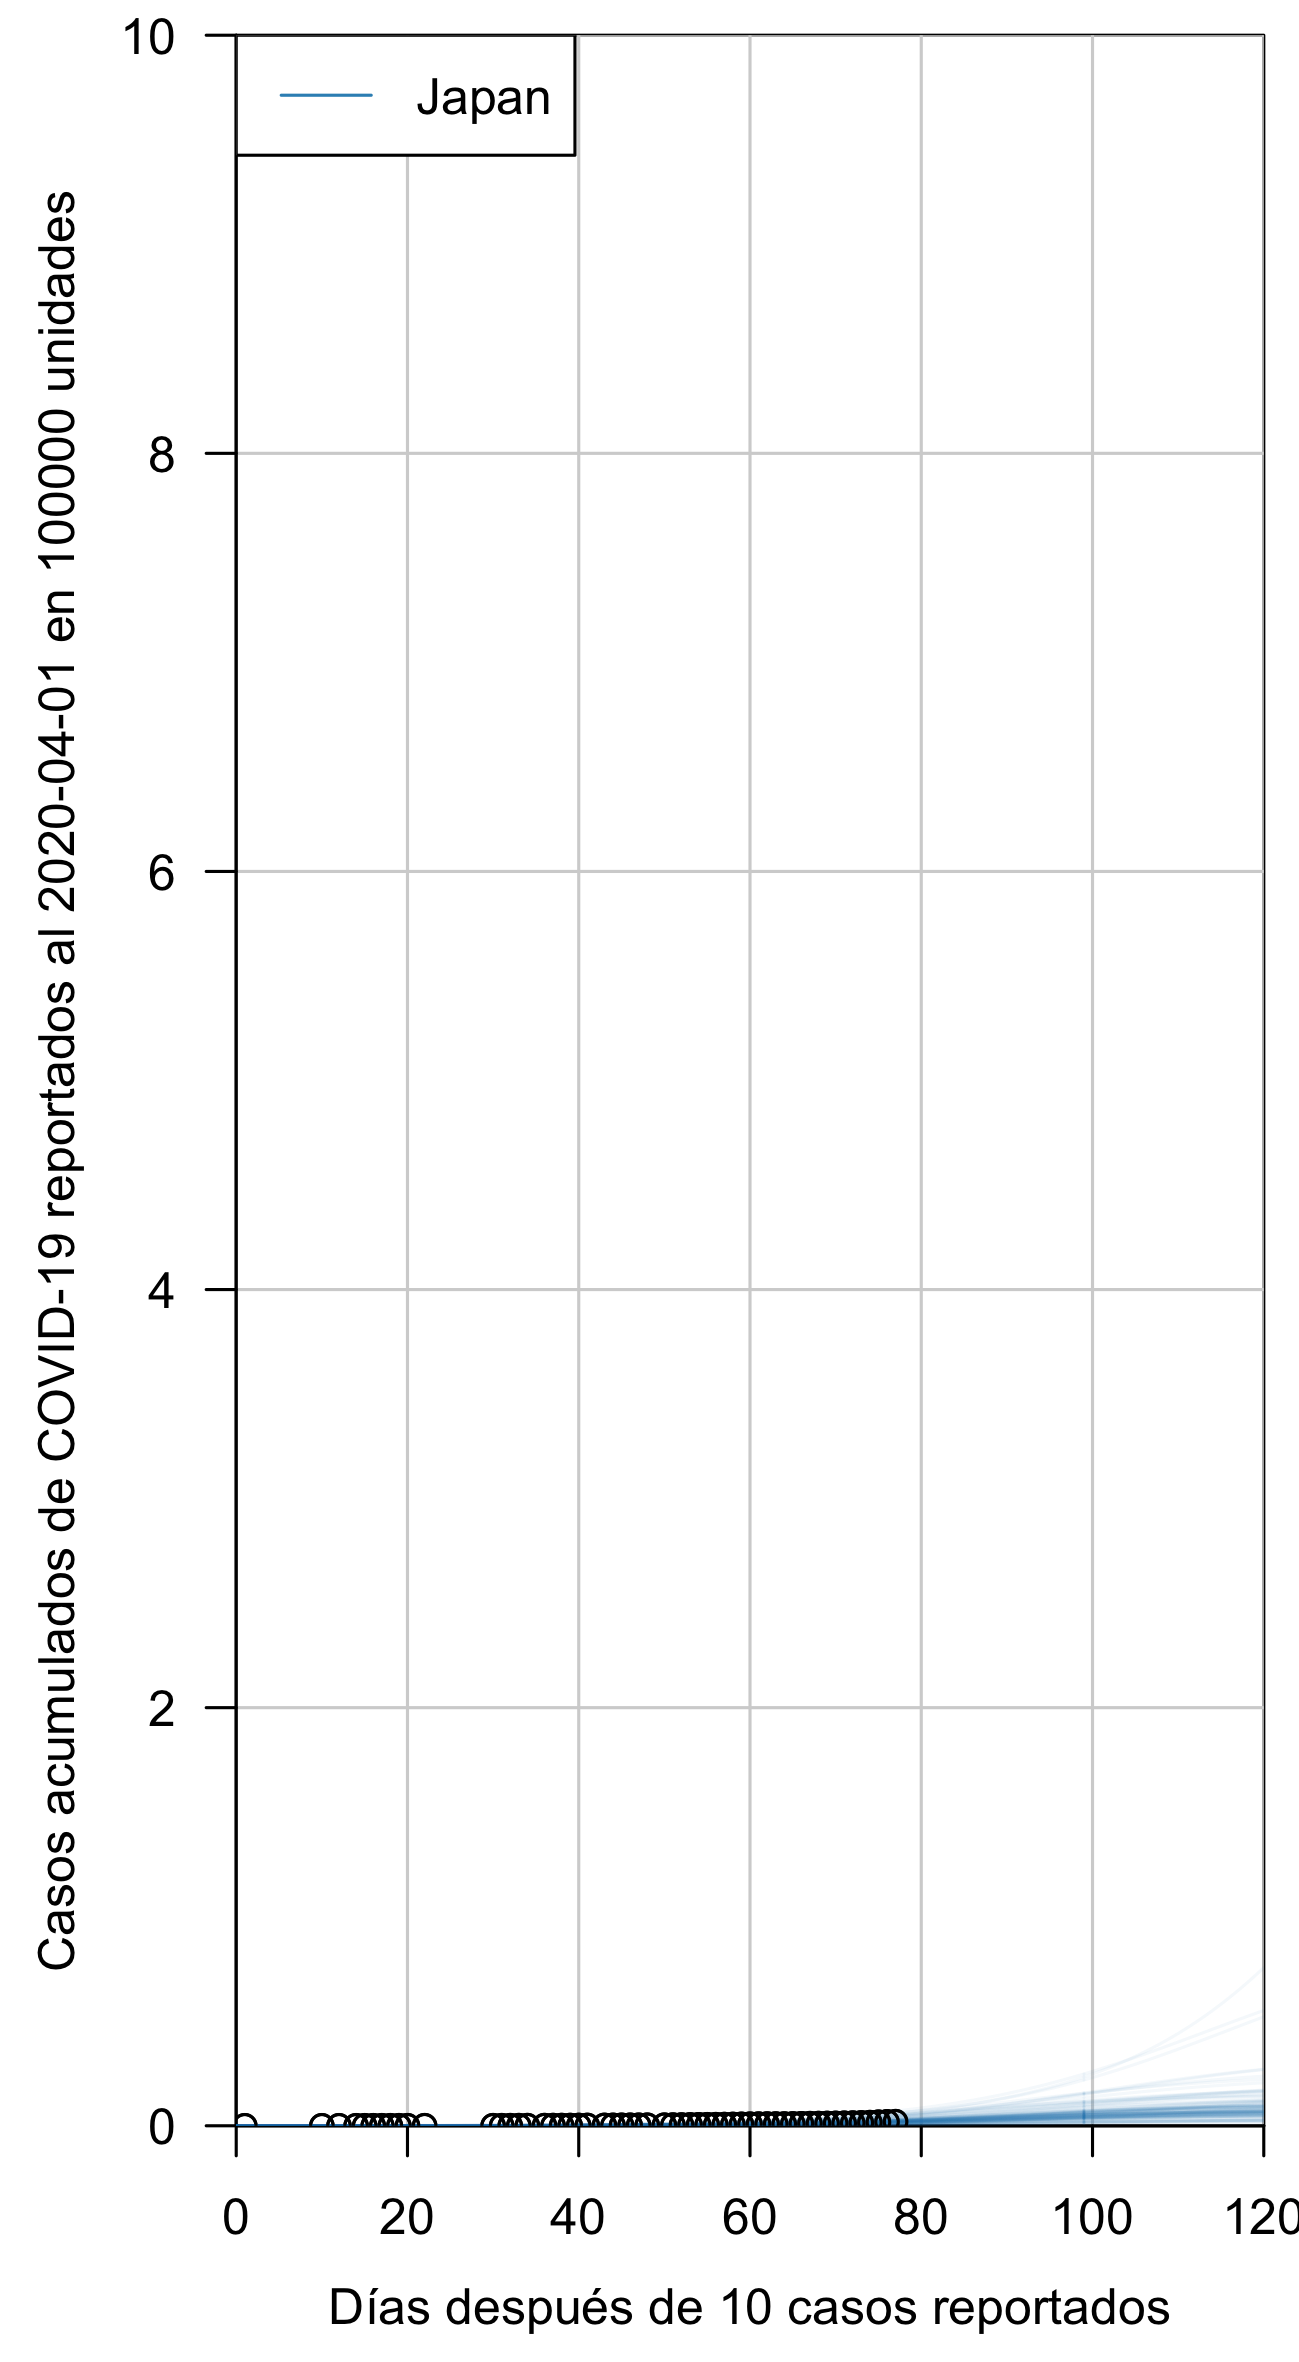 Japan
Casos acumulados de COVID-19 reportados al 2020-04-01 en 100000 unidades
10
8
6
4
2
0
0 20 40 60 80 100 120
Días después de 10 casos reportados